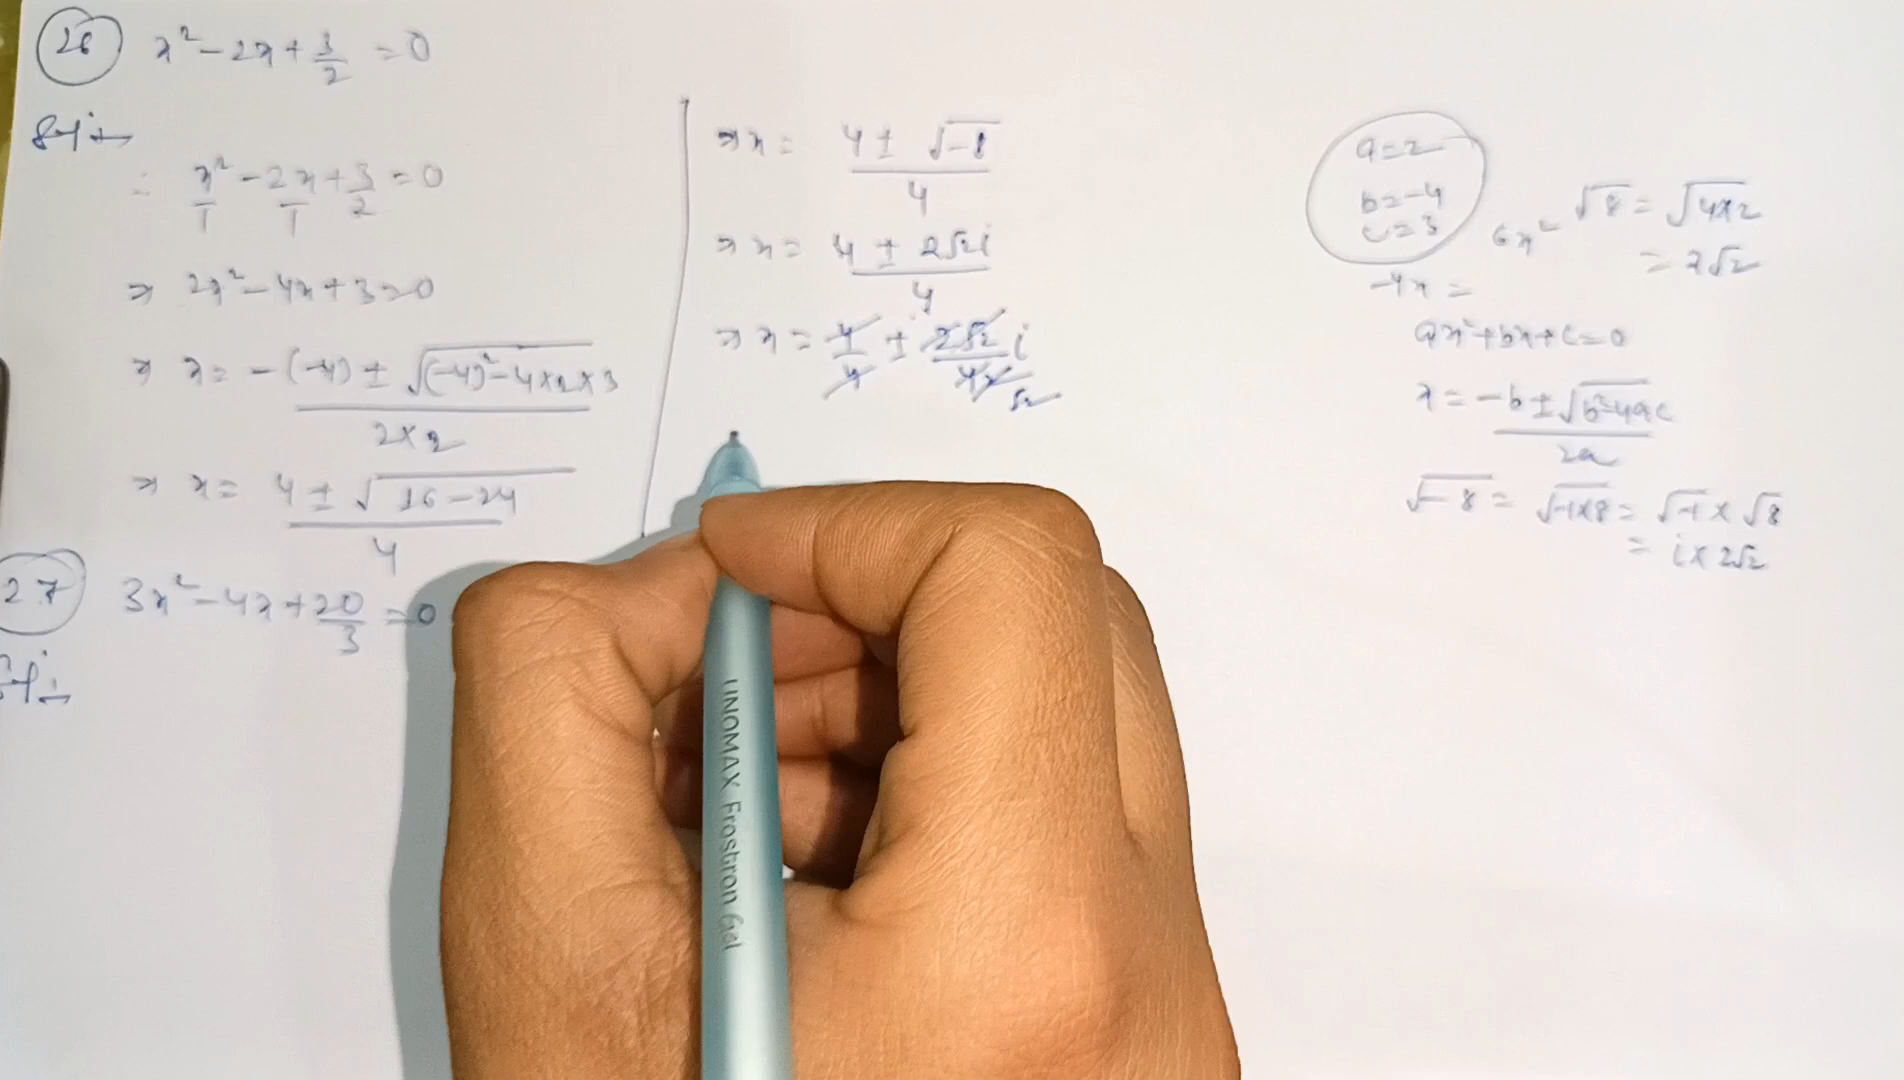 26 x² - 2x + 3/2 = 0
Sol:-
∴ x²/1 - 2x/1 + 3/2 = 0
⇒ 2x² - 4x + 3 = 0
⇒ x = -(-4) ± √(-4)² - 4×2×3 / 2×2
⇒ x = 4 ± √16 - 24 / 4
27 3x² - 4x + 20/3 = 0
⇒ x = 4 ± √-8 / 4
⇒ x = 4 ± 2√2i / 4
⇒ x = 4/4 ± 2√2/4 i
√2
a = 2
b = -4
c = 3
6x²
√8 = √4×2
= 2√2
-4x =
ax² + bx + c = 0
x = -b ± √b² - 4ac / 2a
√-8 = √-1×8 = √-1 × √8
= i × 2√2
LINOMAX Frostron Gel